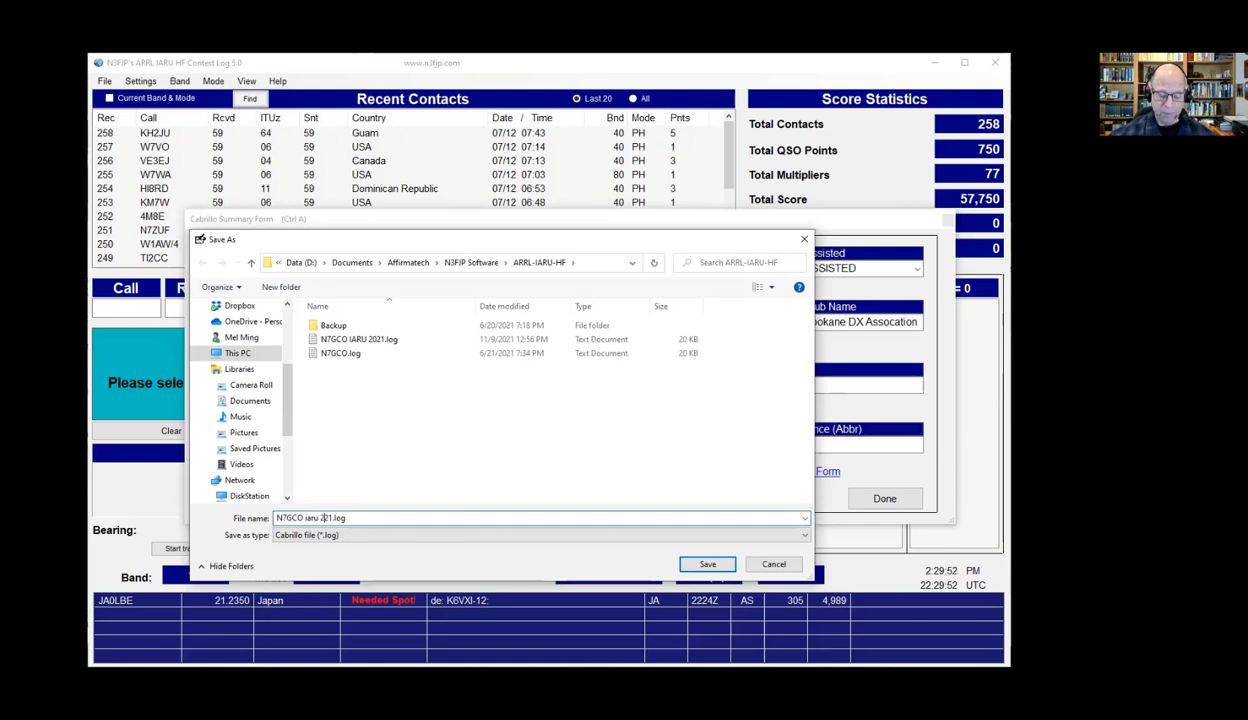 N3FJP's ARRL IARU HF Contest Log 5.0 www.n3fjp.com
File Settings Band Mode View Help
Current Band & Mode Find Recent Contacts Last 20 All Score Statistics
Rec Call Rcvd ITUz Snt Country Date / Time Bnd Mode Pnts
258 KH2JU 59 64 59 Guam 07/12 07:43 40 PH 5
257 W7VO 59 06 59 USA 07/12 07:14 40 PH 1
256 VE3EJ 59 04 59 Canada 07/12 07:13 40 PH 3
255 W7WA 59 06 59 USA 07/12 07:03 80 PH 1
254 HI8RD 59 11 59 Dominican Republic 07/12 06:53 40 PH 3
253 KM7W 59 06 59 USA 07/12 06:48 40 PH 1
252 4M8E
251 N7ZUF
250 W1AW/4
249 TI2CC
Total Contacts 258
Total QSO Points 750
Total Multipliers 77
Total Score 57,750
0
0
Cabrillo Summary Form (Ctrl A)
Save As
Data (D:) Documents Affirmatech N3FJP Software ARRL-IARU-HF
Search ARRL-IARU-HF
Organize New folder
Dropbox
OneDrive - Perso
Mel Ming
This PC
Libraries
Camera Roll
Documents
Music
Pictures
Saved Pictures
Videos
Network
DiskStation
Name Date modified Type Size
Backup 6/20/2021 7:18 PM File folder
N7GCO IARU 2021.log 11/9/2021 12:56 PM Text Document 20 KB
N7GCO.log 6/21/2021 7:34 PM Text Document 20 KB
File name: N7GCO iaru 221.log
Save as type: Cabrillo file (*.log)
Hide Folders Save Cancel
Call R
Please sele
Clear
Bearing:
Start tra
Band:
ssisted
SSISTED
ub Name
pokane DX Assocation
nce (Abbr)
Form
Done
= 0
2:29:52 PM
22:29:52 UTC
JA0LBE 21.2350 Japan Needed Spot! de: K6VXI-12: JA 2224Z AS 305 4,989